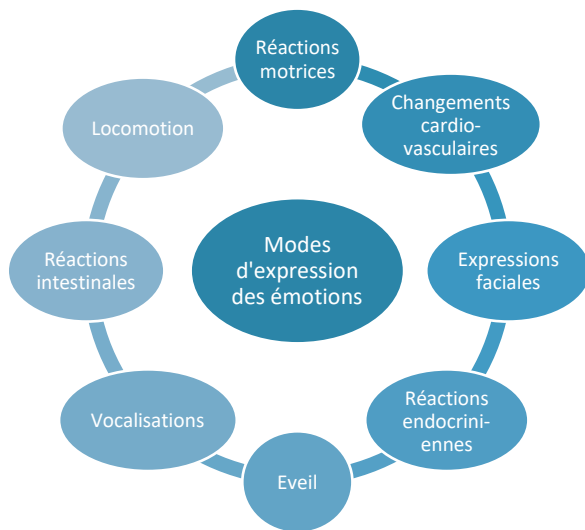 Réactions
motrices
Changements
cardio-
vasculaires
Expressions
faciales
Réactions
endocrini-
ennes
Eveil
Vocalisations
Réactions
intestinales
Locomotion
Modes
d'expression
des émotions